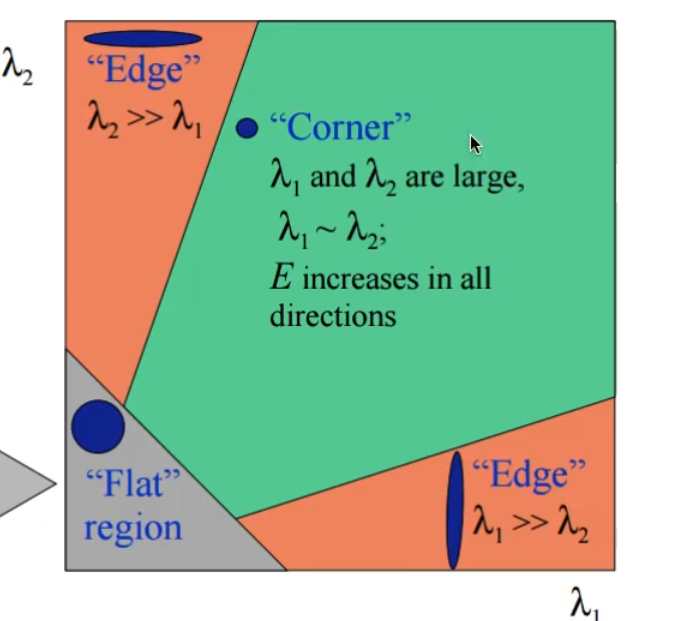 λ₂
“Edge”
λ₂ >> λ₁
“Corner”
λ₁ and λ₂ are large,
λ₁ ~ λ₂;
E increases in all
directions
“Flat”
region
“Edge”
λ₁ >> λ₂
λ₁